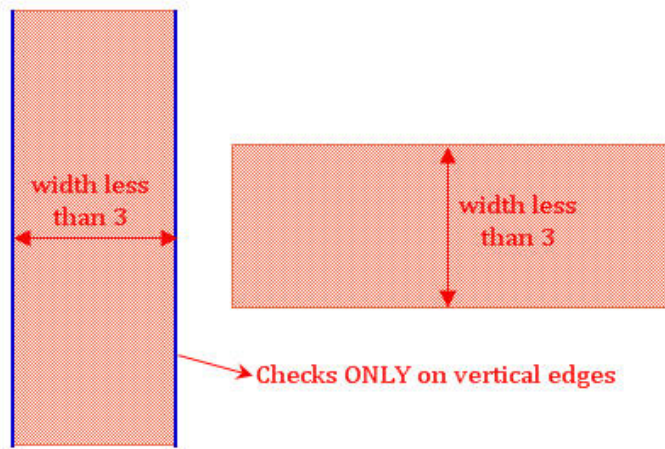 width less
than 3
width less
than 3
Checks ONLY on vertical edges